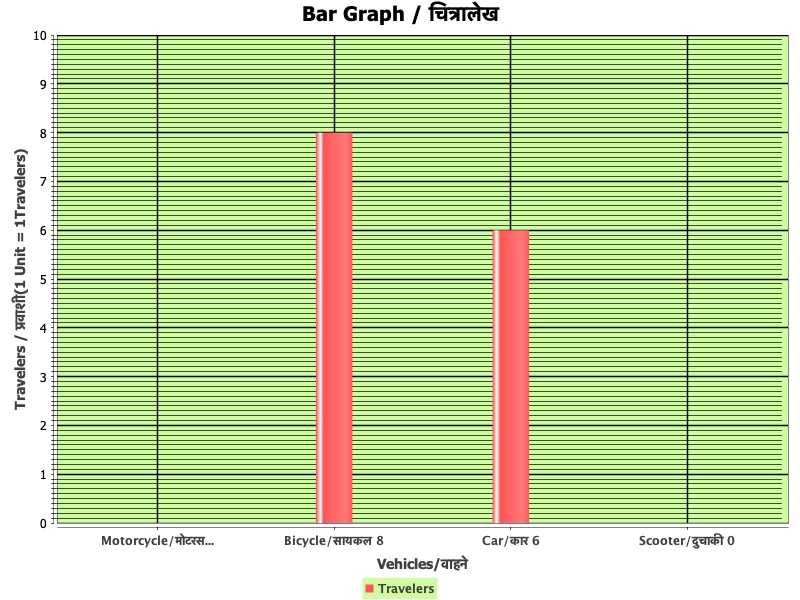 Bar Graph / चित्रालेख
Travelers / प्रवाशी(1 Unit = 1Travelers)
10
9
8
7
6
5
4
3
2
1
0
Motorcycle/मोटरस... Bicycle/सायकल 8 Car/कार 6 Scooter/दुचाकी 0
Vehicles/वाहने
Travelers